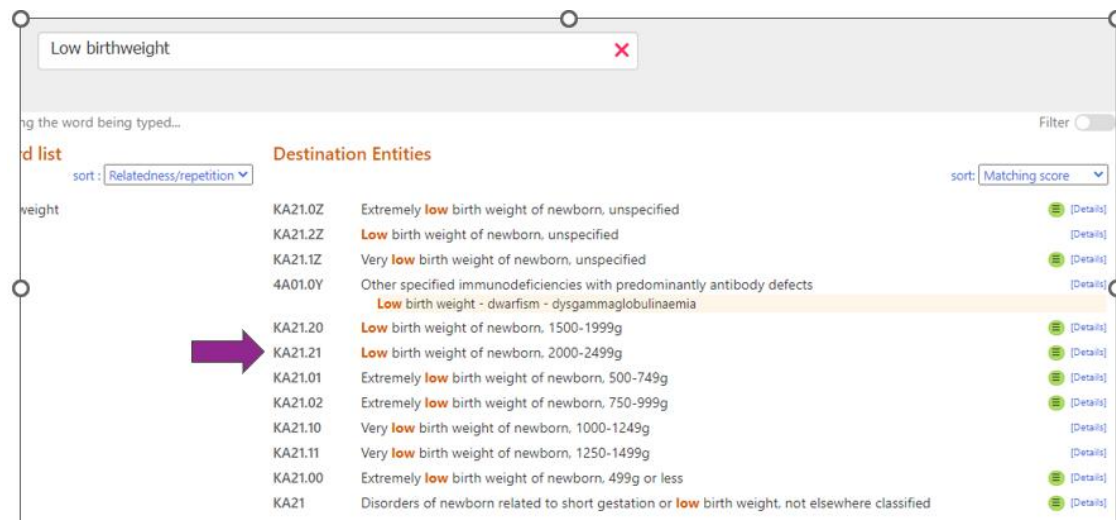 Low birthweight
ng the word being typed...
Filter
d list
Destination Entities
sort : Relatedness/repetition
sort: Matching score
weight
KA21.0Z Extremely low birth weight of newborn, unspecified [Details]
KA21.2Z Low birth weight of newborn, unspecified [Details]
KA21.1Z Very low birth weight of newborn, unspecified [Details]
4A01.0Y Other specified immunodeficiencies with predominantly antibody defects [Details]
Low birth weight - dwarfism - dysgammaglobulinaemia
KA21.20 Low birth weight of newborn, 1500-1999g [Details]
KA21.21 Low birth weight of newborn, 2000-2499g [Details]
KA21.01 Extremely low birth weight of newborn, 500-749g [Details]
KA21.02 Extremely low birth weight of newborn, 750-999g [Details]
KA21.10 Very low birth weight of newborn, 1000-1249g [Details]
KA21.11 Very low birth weight of newborn, 1250-1499g [Details]
KA21.00 Extremely low birth weight of newborn, 499g or less [Details]
KA21 Disorders of newborn related to short gestation or low birth weight, not elsewhere classified [Details]